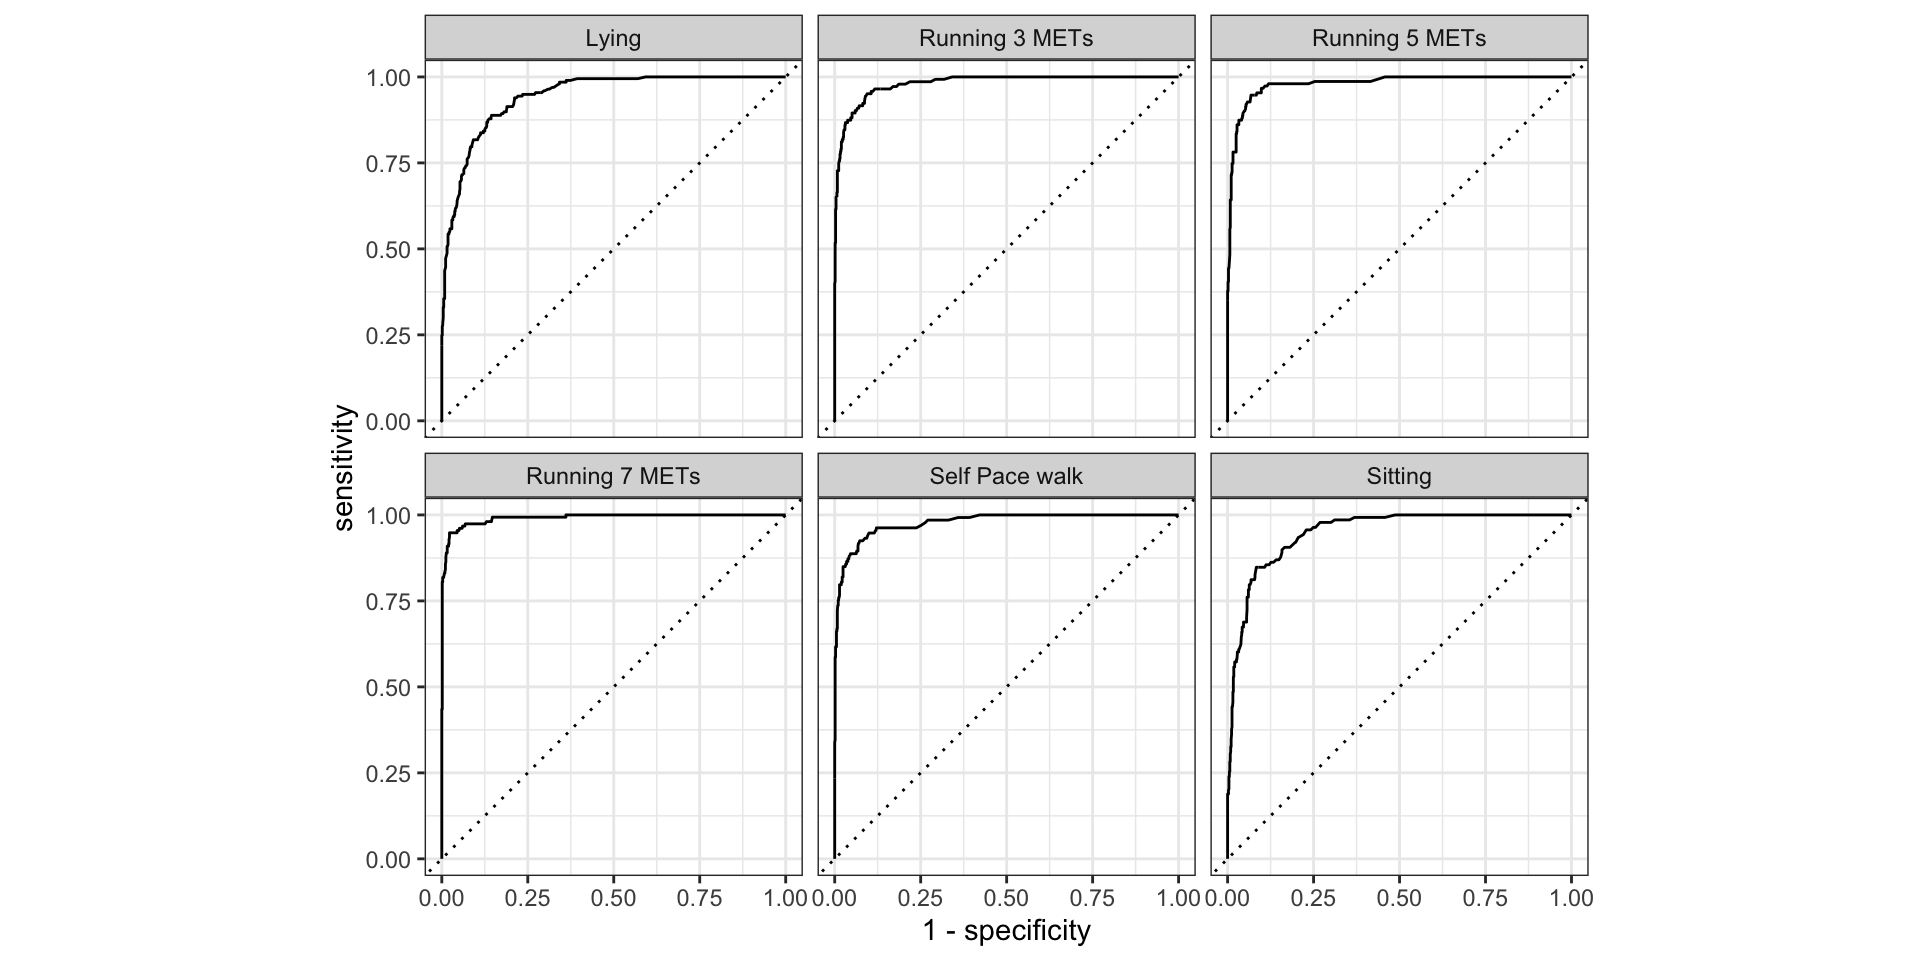 Lying
Running 3 METs
Running 5 METs
1.00
0.75
0.50
0.25
0.00
sensitivity
Running 7 METs
Self Pace walk
Sitting
1.00
0.75
0.50
0.25
0.00
0.00 0.25 0.50 0.75 1.00
0.00 0.25 0.50 0.75 1.00
0.00 0.25 0.50 0.75 1.00
1 - specificity